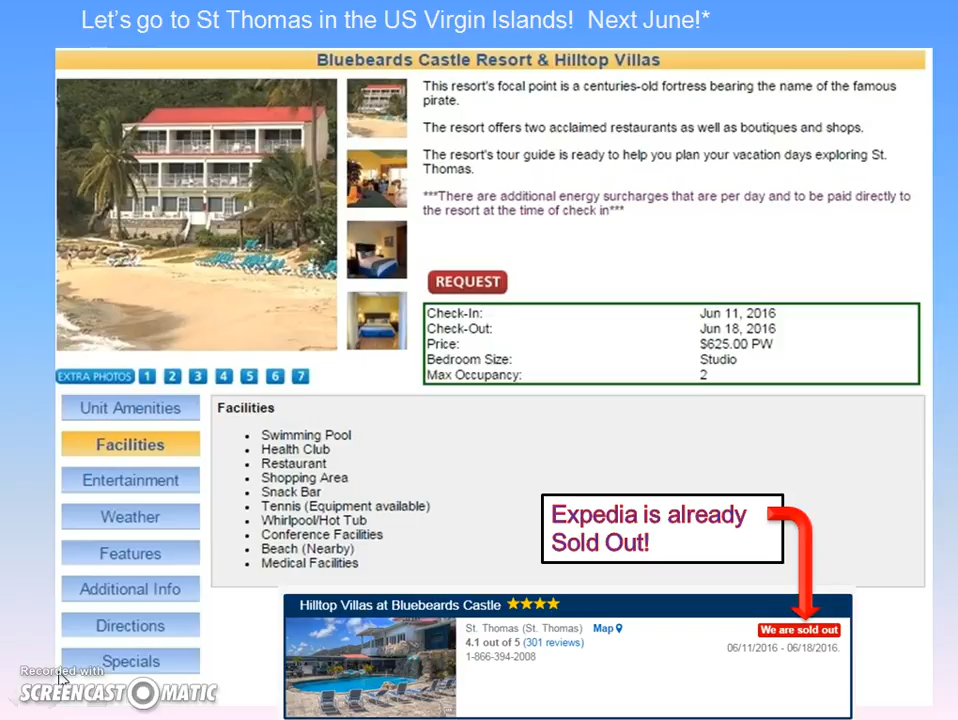 Let's go to St Thomas in the US Virgin Islands!  Next June!*
Bluebeards Castle Resort & Hilltop Villas
This resort's focal point is a centuries-old fortress bearing the name of the famous
pirate.
The resort offers two acclaimed restaurants as well as boutiques and shops.
The resort's tour guide is ready to help you plan your vacation days exploring St.
Thomas.
***There are additional energy surcharges that are per day and to be paid directly to
the resort at the time of check in***
REQUEST
Check-In: Jun 11, 2016
Check-Out: Jun 18, 2016
Price: $625.00 PW
Bedroom Size: Studio
Max Occupancy: 2
EXTRA PHOTOS 1 2 3 4 5 6 7
Unit Amenities
Facilities
Entertainment
Weather
Features
Additional Info
Directions
Specials
Facilities
• Swimming Pool
• Health Club
• Restaurant
• Shopping Area
• Snack Bar
• Tennis (Equipment available)
• Whirlpool/Hot Tub
• Conference Facilities
• Beach (Nearby)
• Medical Facilities
Expedia is already
Sold Out!
Hilltop Villas at Bluebeards Castle
St. Thomas (St. Thomas) Map
4.1 out of 5 (301 reviews)
1-866-394-2008
We are sold out
06/11/2016 - 06/18/2016.
Recorded with
SCREENCAST-O-MATIC